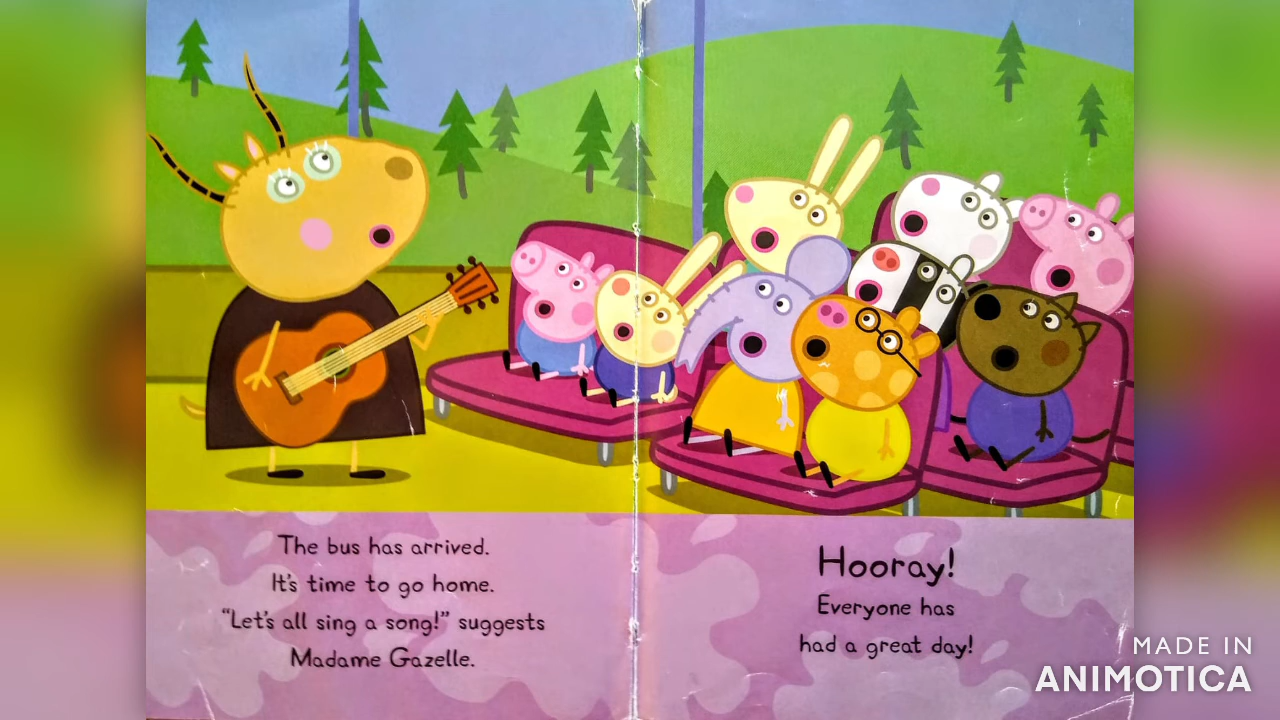 The bus has arrived.
It's time to go home.
“Let's all sing a song!” suggests
Madame Gazelle.
Hooray!
Everyone has
had a great day!
MADE IN
ANIMOTICA